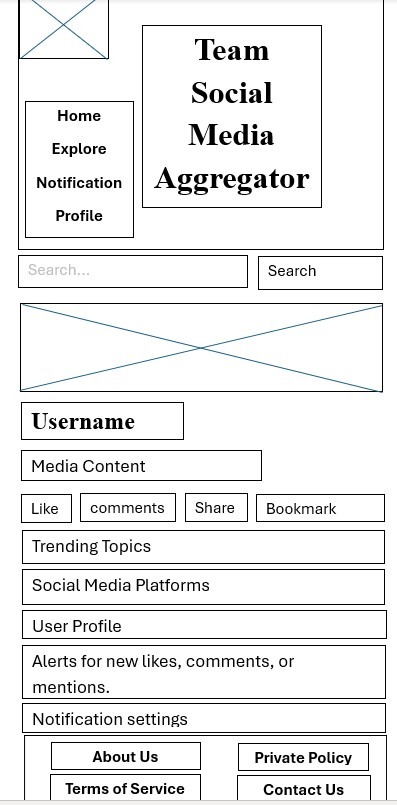 Team
Social
Media
Aggregator
Home
Explore
Notification
Profile
Search...
Search
Username
Media Content
Like
comments
Share
Bookmark
Trending Topics
Social Media Platforms
User Profile
Alerts for new likes, comments, or
mentions.
Notification settings
About Us
Private Policy
Terms of Service
Contact Us